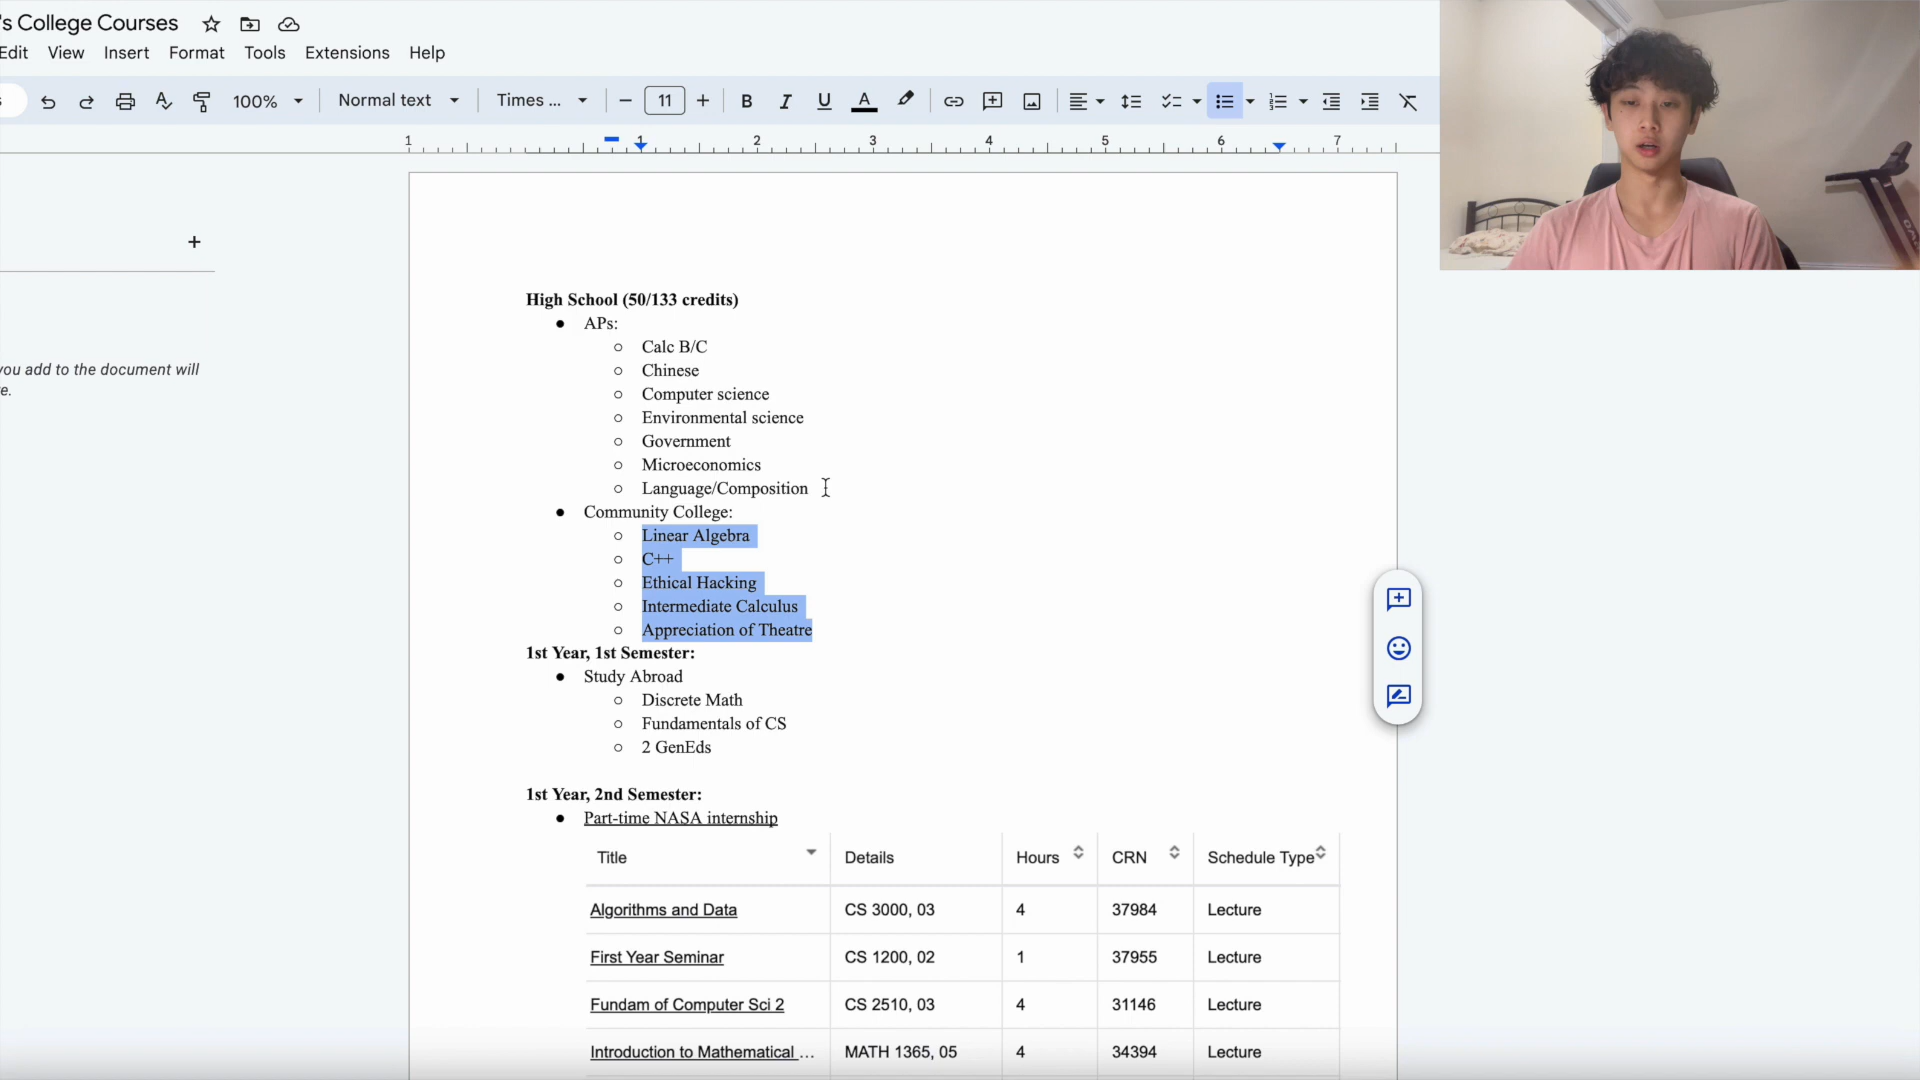 's College Courses
Edit View Insert Format Tools Extensions Help
100% Normal text Times ... 11
1 1 2 3 4 5 6 7
you add to the document will
e.
High School (50/133 credits)
● APs:
○ Calc B/C
○ Chinese
○ Computer science
○ Environmental science
○ Government
○ Microeconomics
○ Language/Composition
● Community College:
○ Linear Algebra
○ C++
○ Ethical Hacking
○ Intermediate Calculus
○ Appreciation of Theatre
1st Year, 1st Semester:
● Study Abroad
○ Discrete Math
○ Fundamentals of CS
○ 2 GenEds
1st Year, 2nd Semester:
● Part-time NASA internship
Title Details Hours CRN Schedule Type
Algorithms and Data CS 3000, 03 4 37984 Lecture
First Year Seminar CS 1200, 02 1 37955 Lecture
Fundam of Computer Sci 2 CS 2510, 03 4 31146 Lecture
Introduction to Mathematical ... MATH 1365, 05 4 34394 Lecture